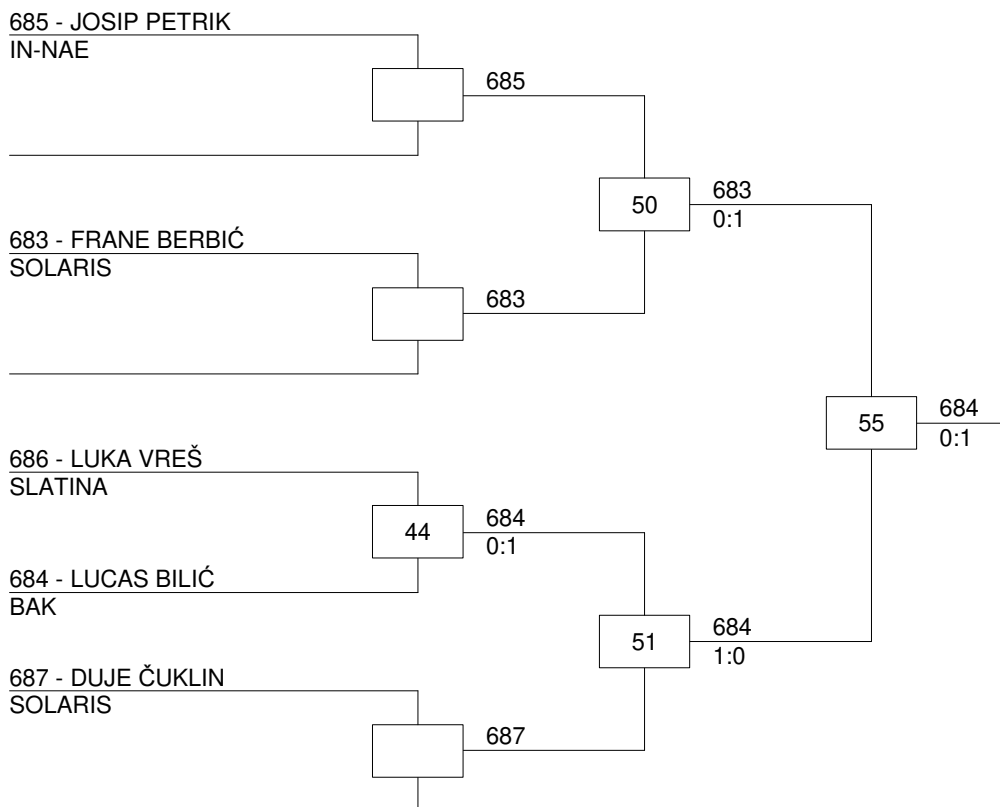 685 - JOSIP PETRIK
IN-NAE
685
50
683
0:1
683 - FRANE BERBIĆ
SOLARIS
683
55
684
0:1
686 - LUKA VREŠ
SLATINA
44
684
0:1
684 - LUCAS BILIĆ
BAK
51
684
1:0
687 - DUJE ČUKLIN
SOLARIS
687